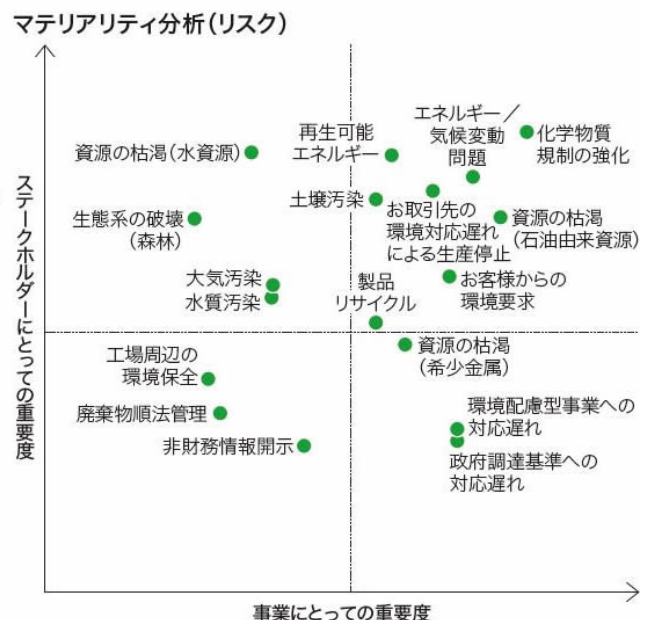 マテリアリティ分析(リスク)
ステークホルダーにとっての重要度
資源の枯渇(水資源)
再生可能
エネルギー
エネルギー/
気候変動
問題
化学物質
規制の強化
生態系の破壊
(森林)
土壌汚染
お取引先の
環境対応遅れ
による生産停止
資源の枯渇
(石油由来資源)
大気汚染
水質汚染
製品
リサイクル
お客様からの
環境要求
工場周辺の
環境保全
資源の枯渇
(希少金属)
廃棄物順法管理
環境配慮型事業への
対応遅れ
非財務情報開示
政府調達基準への
対応遅れ
事業にとっての重要度